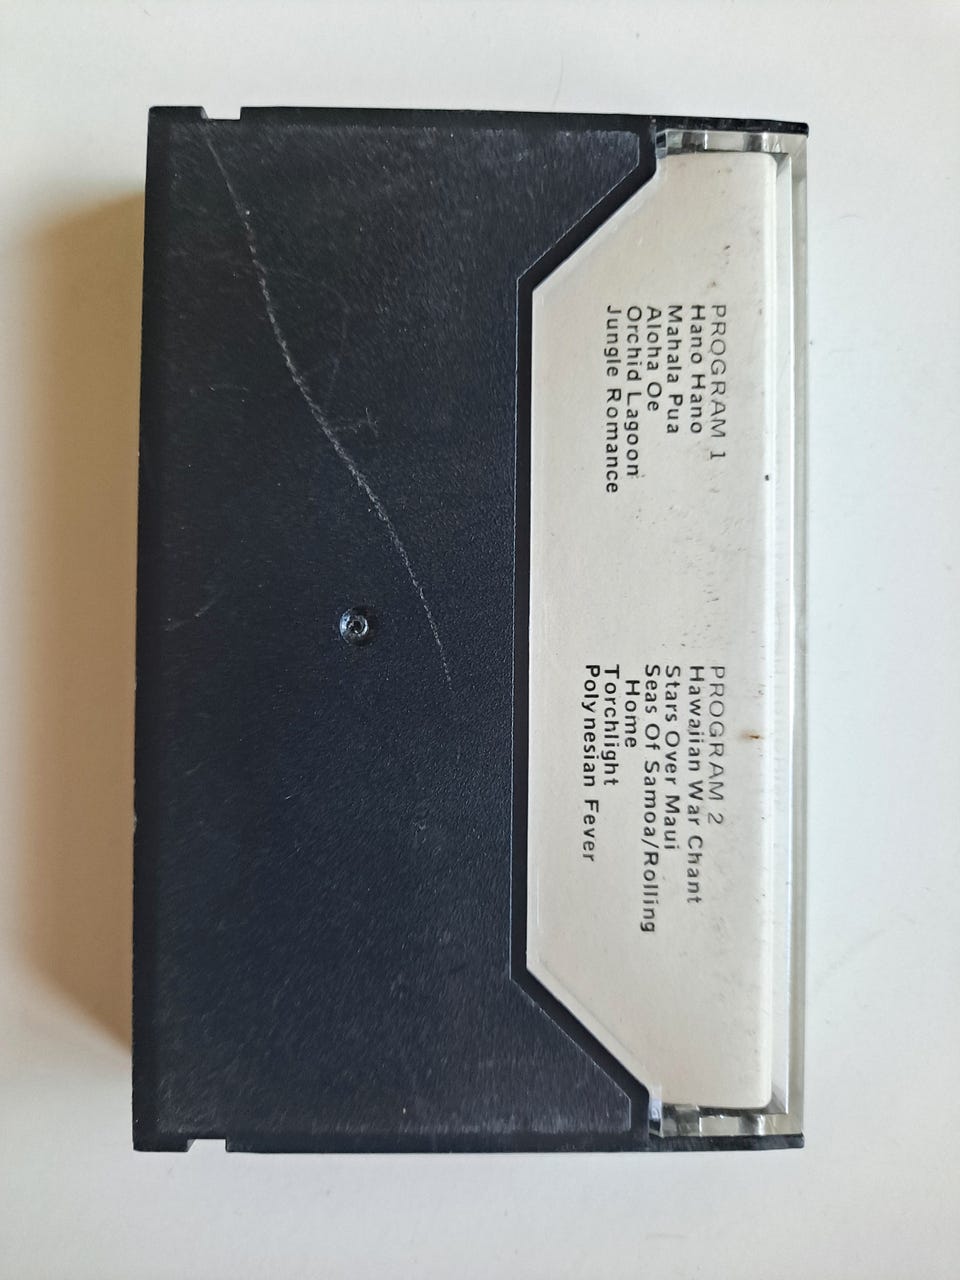 PROGRAM 1
Hano Hano
Mahala Pua
Aloha Oe
Orchid Lagoon
Jungle Romance
PROGRAM 2
Hawaiian War Chant
Stars Over Maui
Seas Of Samoa/Rolling
Home
Torchlight
Polynesian Fever